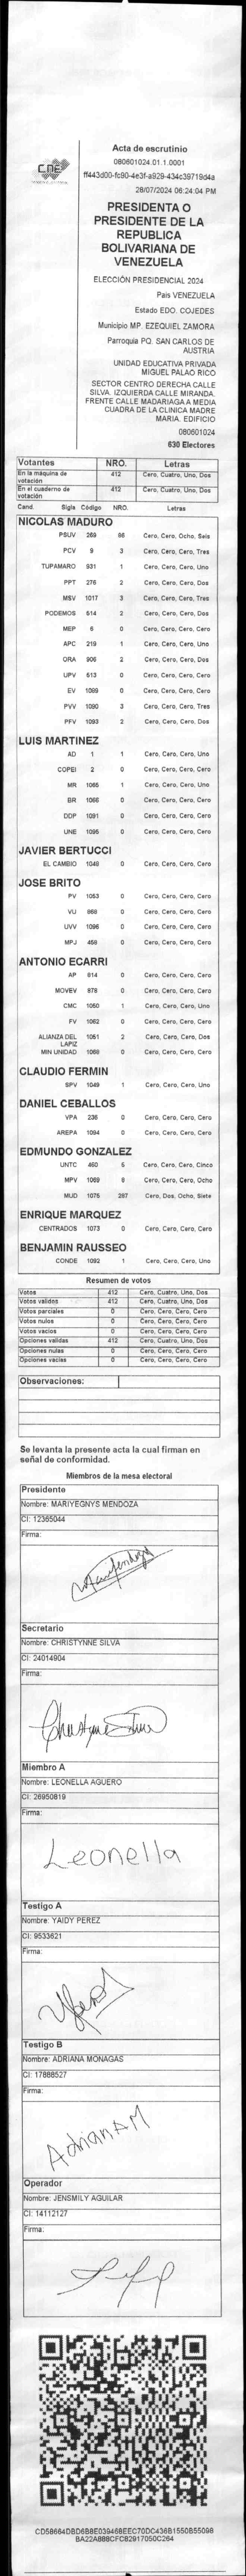 CNE
Acta de escrutinio
080601024.01.1.0001
ff443d00-fc90-4e3f-a929-434c39719d4a
28/07/2024 06:24:04 PM
PRESIDENTA O
PRESIDENTE DE LA
REPUBLICA
BOLIVARIANA DE
VENEZUELA
ELECCIÓN PRESIDENCIAL 2024
Pais VENEZUELA
Estado EDO. COJEDES
Municipio MP. EZEQUIEL ZAMORA
Parroquia PQ. SAN CARLOS DE
AUSTRIA
UNIDAD EDUCATIVA PRIVADA
MIGUEL PALAO RICO
SECTOR CENTRO DERECHA CALLE
SILVA. IZQUIERDA CALLE MIRANDA.
FRENTE CALLE MADARIAGA A MEDIA
CUADRA DE LA CLINICA MADRE
MARIA. EDIFICIO
080601024
630 Electores
Votantes NRO. Letras
En la máquina de votación 412 Cero, Cuatro, Uno, Dos
En el cuaderno de votación 412 Cero, Cuatro, Uno, Dos
Cand. Sigls Código NRO. Letras
NICOLAS MADURO
PSUV 269 86 Cero, Cero, Ocho, Seis
PCV 9 3 Cero, Cero, Cero, Tres
TUPAMARO 931 1 Cero, Cero, Cero, Uno
PPT 276 2 Cero, Cero, Cero, Dos
MSV 1017 3 Cero, Cero, Cero, Tres
PODEMOS 514 2 Cero, Cero, Cero, Dos
MEP 6 0 Cero, Cero, Cero, Cero
APC 219 1 Cero, Cero, Cero, Uno
ORA 906 2 Cero, Cero, Cero, Dos
UPV 513 0 Cero, Cero, Cero, Cero
EV 1089 0 Cero, Cero, Cero, Cero
PVV 1090 3 Cero, Cero, Cero, Tres
PFV 1093 2 Cero, Cero, Cero, Dos
LUIS MARTINEZ
AD 1 1 Cero, Cero, Cero, Uno
COPEI 2 0 Cero, Cero, Cero, Cero
MR 1065 1 Cero, Cero, Cero, Uno
BR 1066 0 Cero, Cero, Cero, Cero
DDP 1091 0 Cero, Cero, Cero, Cero
UNE 1095 0 Cero, Cero, Cero, Cero
JAVIER BERTUCCI
EL CAMBIO 1048 0 Cero, Cero, Cero, Cero
JOSE BRITO
PV 1053 0 Cero, Cero, Cero, Cero
VU 868 0 Cero, Cero, Cero, Cero
UVV 1096 0 Cero, Cero, Cero, Cero
MPJ 458 0 Cero, Cero, Cero, Cero
ANTONIO ECARRI
AP 814 0 Cero, Cero, Cero, Cero
MOVEV 878 0 Cero, Cero, Cero, Cero
CMC 1050 1 Cero, Cero, Cero, Uno
FV 1062 0 Cero, Cero, Cero, Cero
ALIANZA DEL LAPIZ 1051 2 Cero, Cero, Cero, Dos
MIN UNIDAD 1068 0 Cero, Cero, Cero, Cero
CLAUDIO FERMIN
SPV 1049 1 Cero, Cero, Cero, Uno
DANIEL CEBALLOS
VPA 236 0 Cero, Cero, Cero, Cero
AREPA 1094 0 Cero, Cero, Cero, Cero
EDMUNDO GONZALEZ
UNTC 460 5 Cero, Cero, Cero, Cinco
MPV 1069 8 Cero, Cero, Cero, Ocho
MUD 1075 287 Cero, Dos, Ocho, Siete
ENRIQUE MARQUEZ
CENTRADOS 1073 0 Cero, Cero, Cero, Cero
BENJAMIN RAUSSEO
CONDE 1092 1 Cero, Cero, Cero, Uno
Resumen de votos
Votos 412 Cero, Cuatro, Uno, Dos
Votos validos 412 Cero, Cuatro, Uno, Dos
Votos parciales 0 Cero, Cero, Cero, Cero
Votos nulos 0 Cero, Cero, Cero, Cero
Votos vacios 0 Cero, Cero, Cero, Cero
Opciones validas 412 Cero, Cuatro, Uno, Dos
Opciones nulas 0 Cero, Cero, Cero, Cero
Opciones vacias 0 Cero, Cero, Cero, Cero
Observaciones:
Se levanta la presente acta la cual firman en
señal de conformidad.
Miembros de la mesa electoral
Presidente
Nombre: MARIYEGNYS MENDOZA
CI: 12365044
Firma:
Secretario
Nombre: CHRISTYNNE SILVA
CI: 24014904
Firma:
Miembro A
Nombre: LEONELLA AGUERO
CI: 26950819
Firma:
Leonella
Testigo A
Nombre: YAIDY PEREZ
CI: 9533621
Firma:
Testigo B
Nombre: ADRIANA MONAGAS
CI: 17888527
Firma:
AdrianAM
Operador
Nombre: JENSMILY AGUILAR
CI: 14112127
Firma:
CD58664DBD6B8E039468EEC70DC436B1550B55098
BA22A888CFC82917050C264